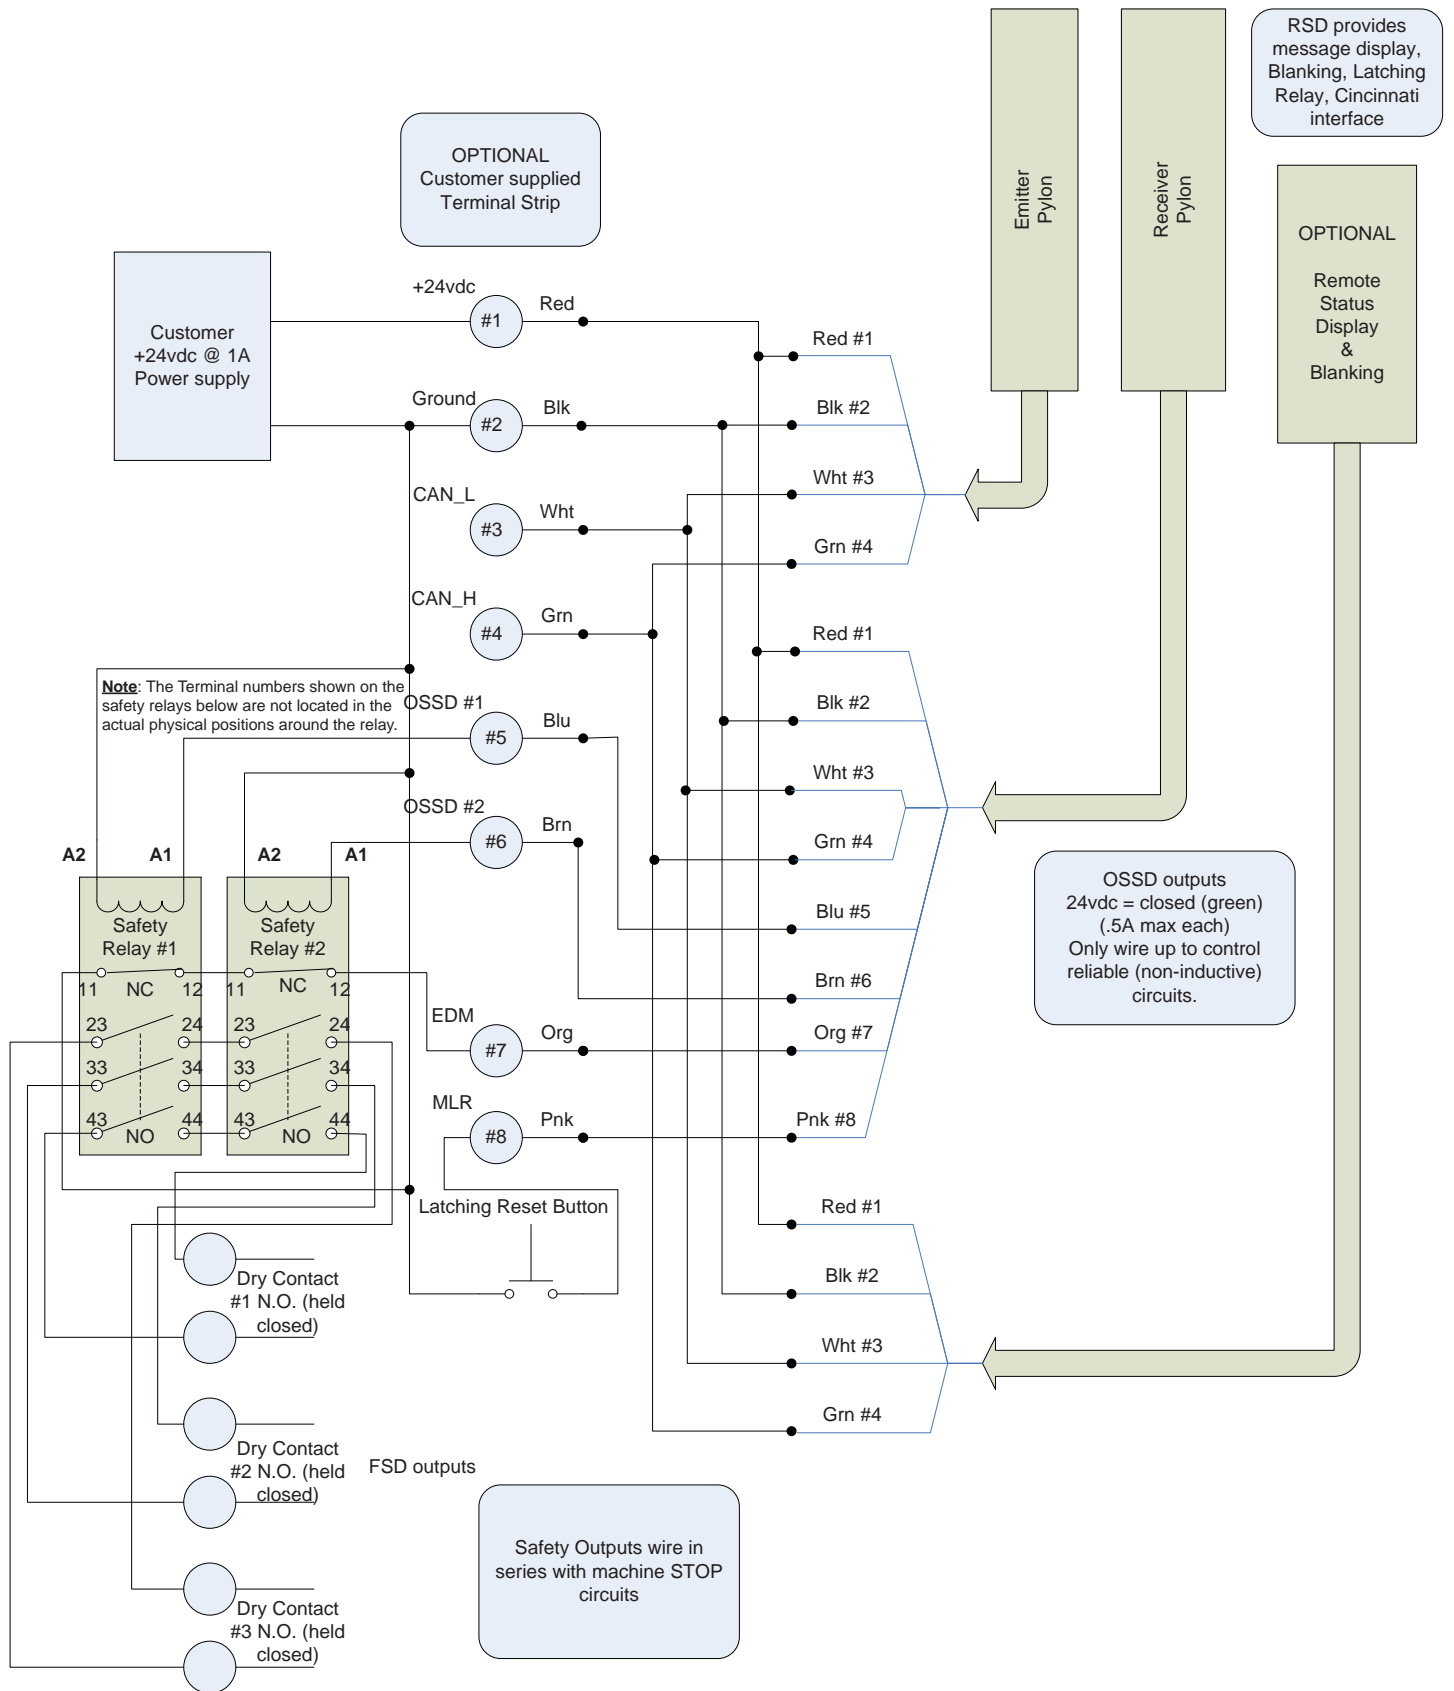 RSD provides
message display,
Blanking, Latching
Relay, Cincinnati
interface
OPTIONAL
Customer supplied
Terminal Strip
Emitter
Pylon
Receiver
Pylon
OPTIONAL
Remote
Status
Display
&
Blanking
Customer
+24vdc @ 1A
Power supply
+24vdc
#1
Red
Ground
#2
Blk
CAN_L
#3
Wht
CAN_H
#4
Grn
OSSD #1
#5
Blu
OSSD #2
#6
Brn
EDM
#7
Org
MLR
#8
Pnk
Red #1
Blk #2
Wht #3
Grn #4
Red #1
Blk #2
Wht #3
Grn #4
Blu #5
Brn #6
Org #7
Pnk #8
Red #1
Blk #2
Wht #3
Grn #4
Note: The Terminal numbers shown on the
safety relays below are not located in the
actual physical positions around the relay.
A2 A1 A2 A1
Safety
Relay #1
11 NC 12
23 24
33 34
43 44
NO
Safety
Relay #2
11 NC 12
23 24
33 34
43 44
NO
OSSD outputs
24vdc = closed (green)
(.5A max each)
Only wire up to control
reliable (non-inductive)
circuits.
Latching Reset Button
Dry Contact
#1 N.O. (held
closed)
Dry Contact
#2 N.O. (held
closed)
FSD outputs
Dry Contact
#3 N.O. (held
closed)
Safety Outputs wire in
series with machine STOP
circuits